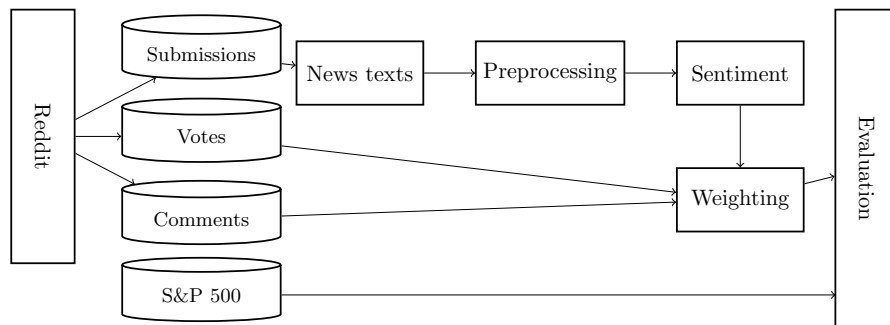 Reddit
Submissions
News texts
Preprocessing
Sentiment
Votes
Comments
Weighting
S&P 500
Evaluation